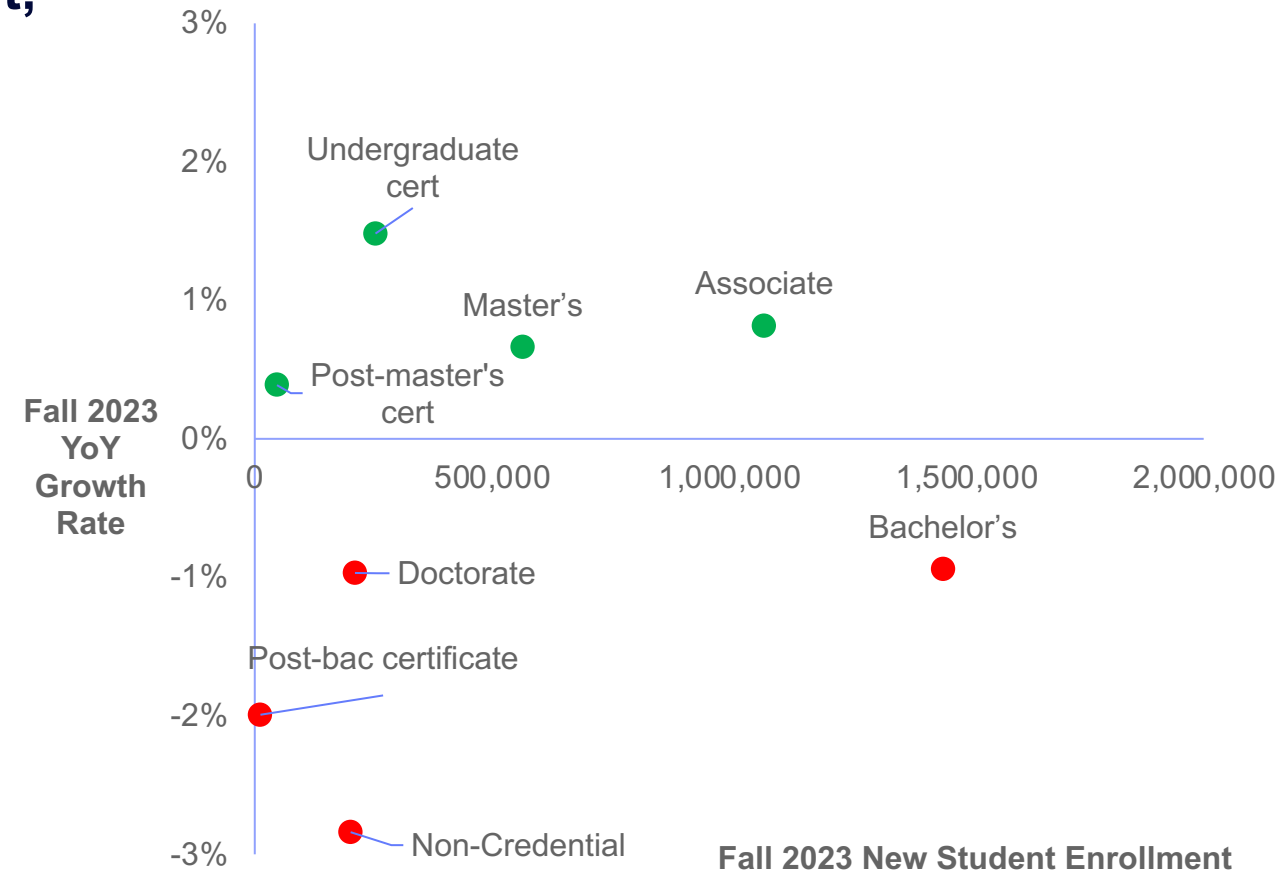 3%
Undergraduate
cert
2%
Associate
1%
Master’s
Post-master's
cert
Fall 2023
YoY
Growth
Rate
0%
0
500,000
1,000,000
1,500,000
2,000,000
Bachelor’s
-1%
Doctorate
Post-bac certificate
-2%
Non-Credential
-3%
Fall 2023 New Student Enrollment